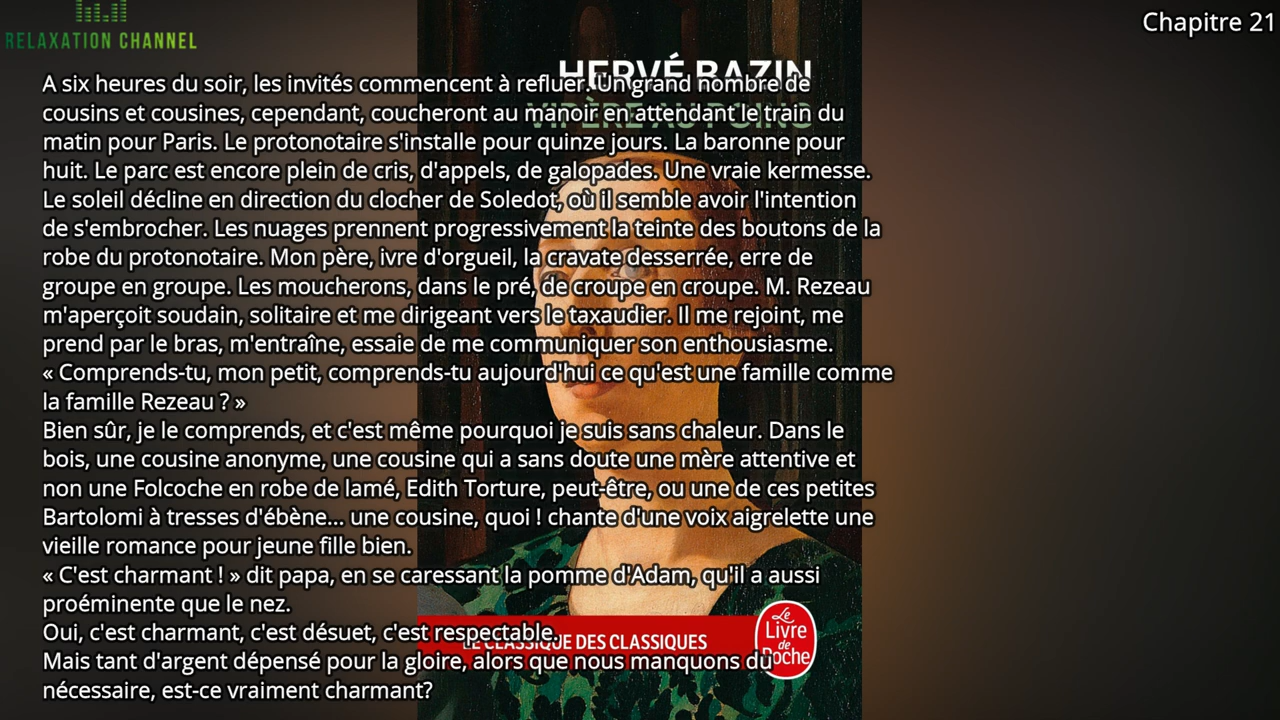 RELAXATION CHANNEL
Chapitre 21
HERVÉ BAZIN
VIPÈRE AU POING
A six heures du soir, les invités commencent à refluer. Un grand nombre de
cousins et cousines, cependant, coucheront au manoir en attendant le train du
matin pour Paris. Le protonotaire s'installe pour quinze jours. La baronne pour
huit. Le parc est encore plein de cris, d'appels, de galopades. Une vraie kermesse.
Le soleil décline en direction du clocher de Soledot, où il semble avoir l'intention
de s'embrocher. Les nuages prennent progressivement la teinte des boutons de la
robe du protonotaire. Mon père, ivre d'orgueil, la cravate desserrée, erre de
groupe en groupe. Les moucherons, dans le pré, de croupe en croupe. M. Rezeau
m'aperçoit soudain, solitaire et me dirigeant vers le taxaudier. Il me rejoint, me
prend par le bras, m'entraîne, essaie de me communiquer son enthousiasme.
« Comprends-tu, mon petit, comprends-tu aujourd'hui ce qu'est une famille comme
la famille Rezeau ? »
Bien sûr, je le comprends, et c'est même pourquoi je suis sans chaleur. Dans le
bois, une cousine anonyme, une cousine qui a sans doute une mère attentive et
non une Folcoche en robe de lamé, Edith Torture, peut-être, ou une de ces petites
Bartolomi à tresses d'ébène... une cousine, quoi ! chante d'une voix aigrelette une
vieille romance pour jeune fille bien.
« C'est charmant ! » dit papa, en se caressant la pomme d'Adam, qu'il a aussi
proéminente que le nez.
Oui, c'est charmant, c'est désuet, c'est respectable.
LE CLASSIQUE DES CLASSIQUES
Le
Livre
de
Poche
Mais tant d'argent dépensé pour la gloire, alors que nous manquons du
nécessaire, est-ce vraiment charmant?